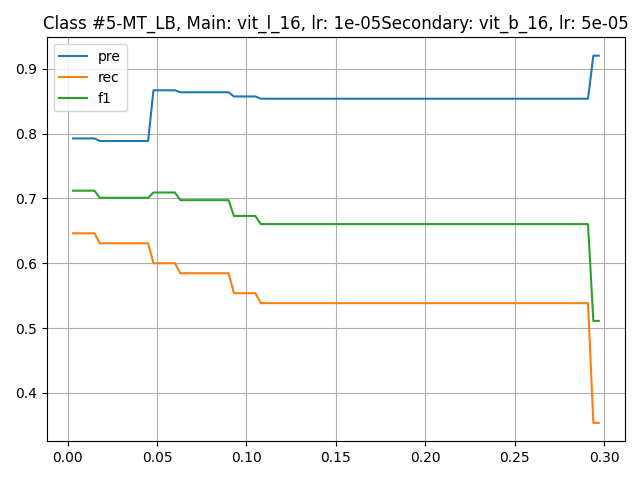 Class #5-MT_LB, Main: vit_l_16, lr: 1e-05Secondary: vit_b_16, lr: 5e-05
pre
rec
f1
0.9
0.8
0.7
0.6
0.5
0.4
0.00 0.05 0.10 0.15 0.20 0.25 0.30